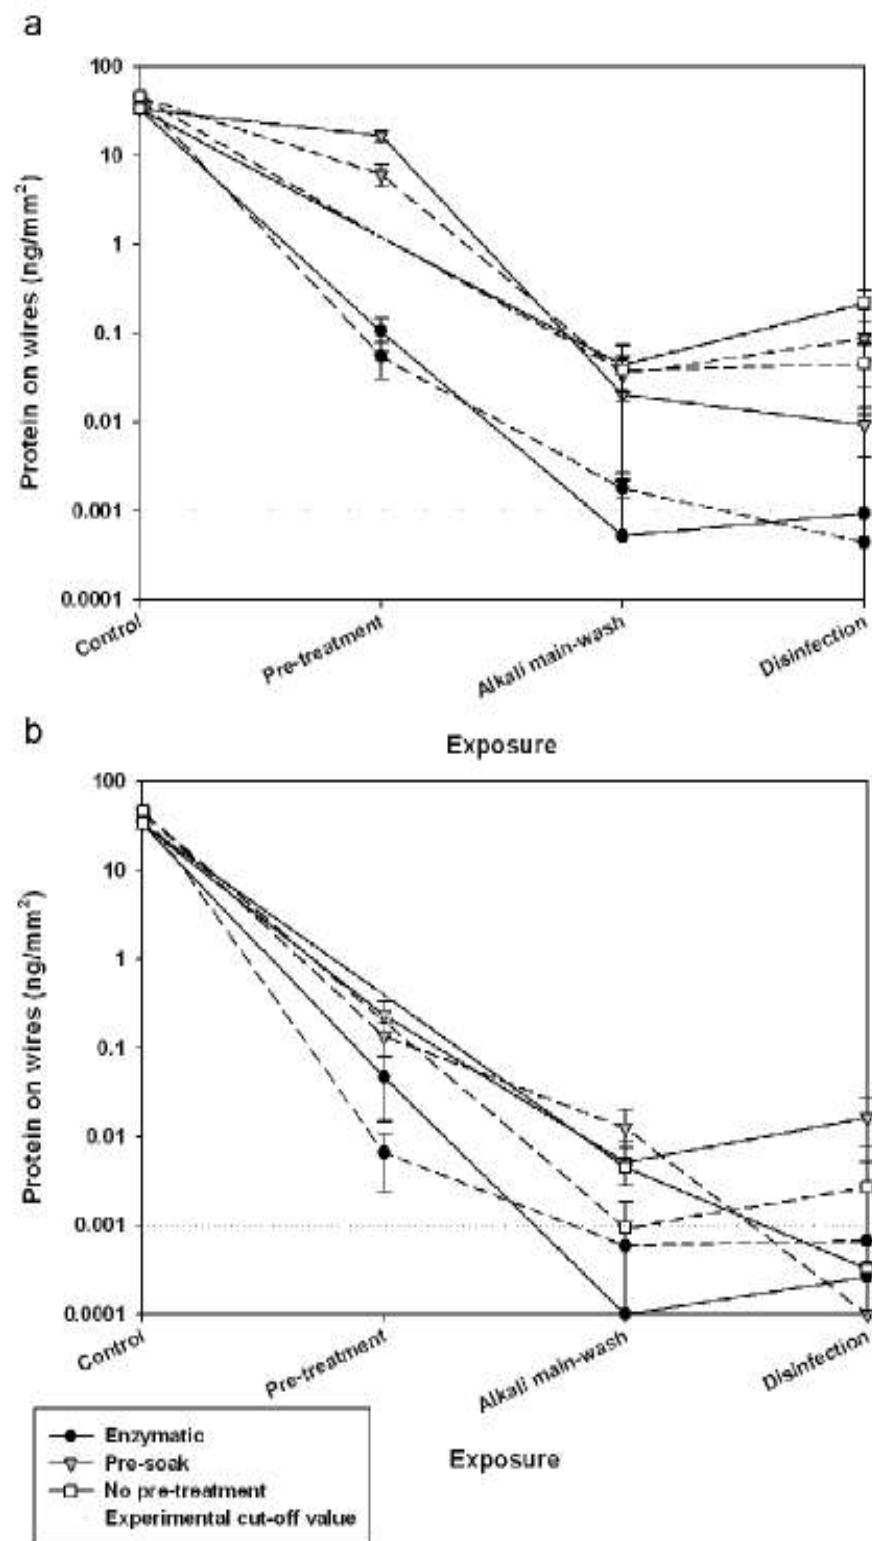 a
100
10
1
0.1
0.01
0.001
0.0001
Protein on wires (ng/mm²)
Control
Pre-treatment
Alkali main-wash
Disinfection
Exposure
b
100
10
1
0.1
0.01
0.001
0.0001
Protein on wires (ng/mm²)
Control
Pre-treatment
Alkali main-wash
Disinfection
Exposure
Enzymatic
Pre-soak
No pre-treatment
Experimental cut-off value